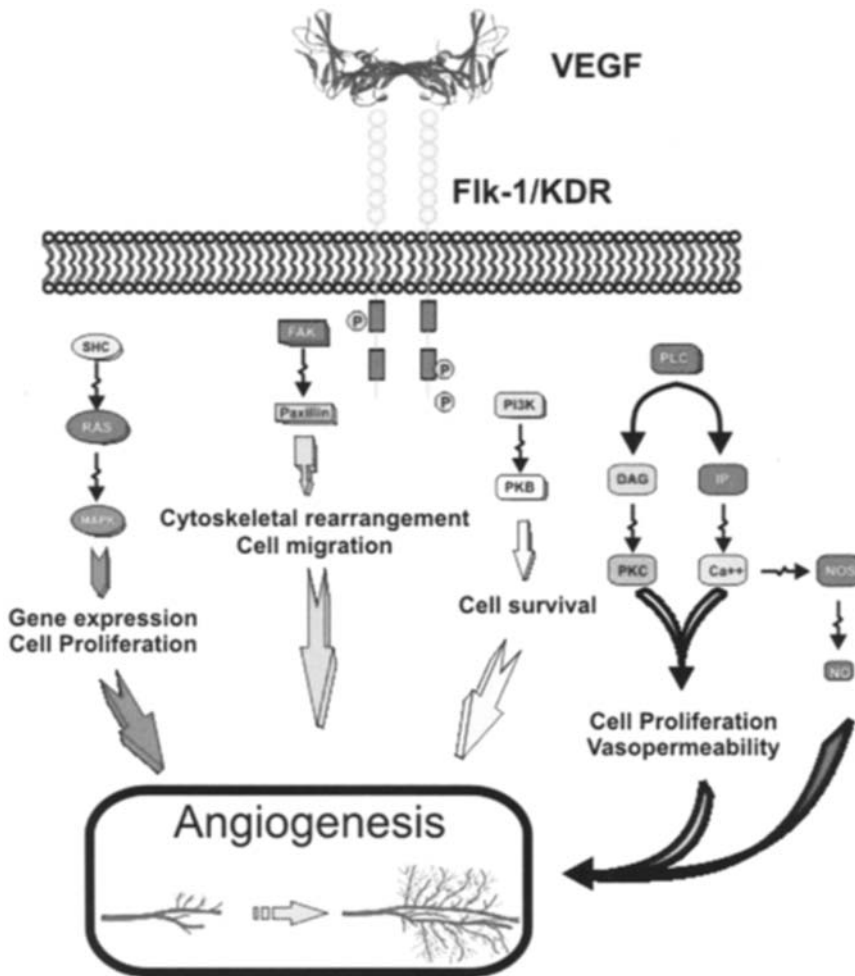 VEGF
Flk-1/KDR
P
P
P
SHC
RAS
MAPK
Gene expression
Cell Proliferation
FAK
Paxillin
Cytoskeletal rearrangement
Cell migration
PI3K
PKB
Cell survival
PLC
DAG
IP
PKC
Ca++
NOS
NO
Cell Proliferation
Vasopermeability
Angiogenesis